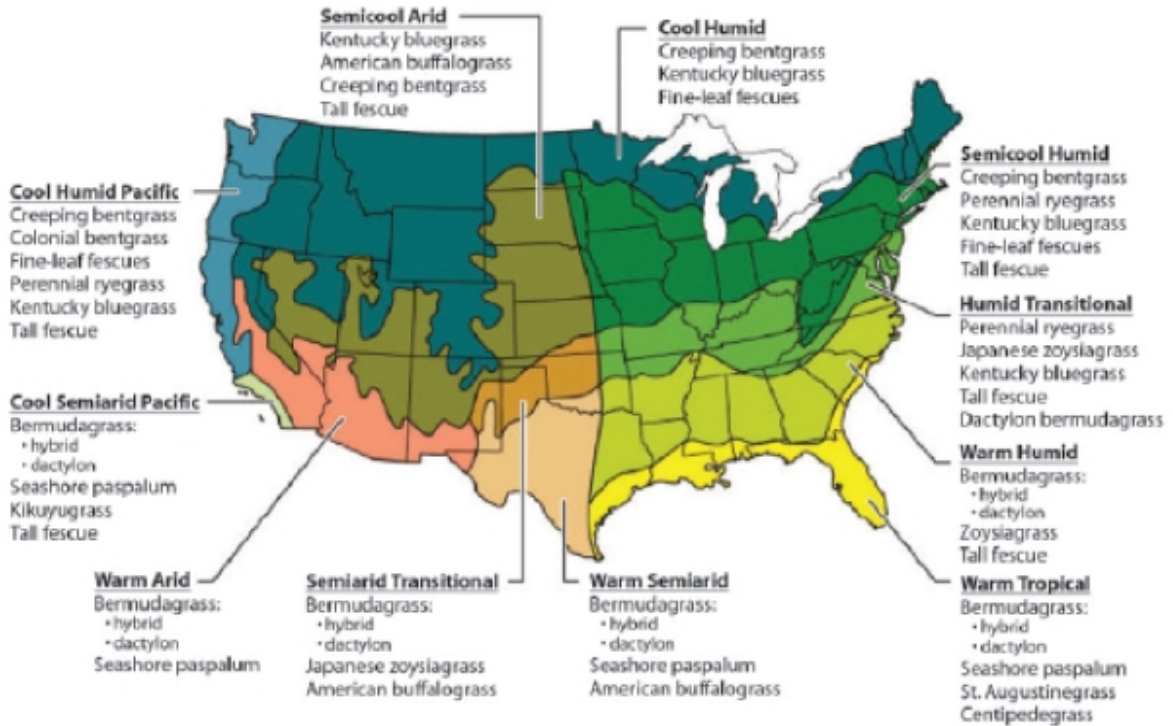 Semicool Arid
Kentucky bluegrass
American buffalograss
Creeping bentgrass
Tall fescue
Cool Humid
Creeping bentgrass
Kentucky bluegrass
Fine-leaf fescues
Semicool Humid
Creeping bentgrass
Perennial ryegrass
Kentucky bluegrass
Fine-leaf fescues
Tall fescue
Cool Humid Pacific
Creeping bentgrass
Colonial bentgrass
Fine-leaf fescues
Perennial ryegrass
Kentucky bluegrass
Tall fescue
Humid Transitional
Perennial ryegrass
Japanese zoysiagrass
Kentucky bluegrass
Tall fescue
Dactylon bermudagrass
Cool Semiarid Pacific
Bermudagrass:
• hybrid
• dactylon
Seashore paspalum
Kikuyugrass
Tall fescue
Warm Humid
Bermudagrass:
• hybrid
• dactylon
Zoysiagrass
Tall fescue
Warm Arid
Bermudagrass:
• hybrid
• dactylon
Seashore paspalum
Semiarid Transitional
Bermudagrass:
• hybrid
• dactylon
Japanese zoysiagrass
American buffalograss
Warm Semiarid
Bermudagrass:
• hybrid
• dactylon
Seashore paspalum
American buffalograss
Warm Tropical
Bermudagrass:
• hybrid
• dactylon
Seashore paspalum
St. Augustinegrass
Centipedegrass